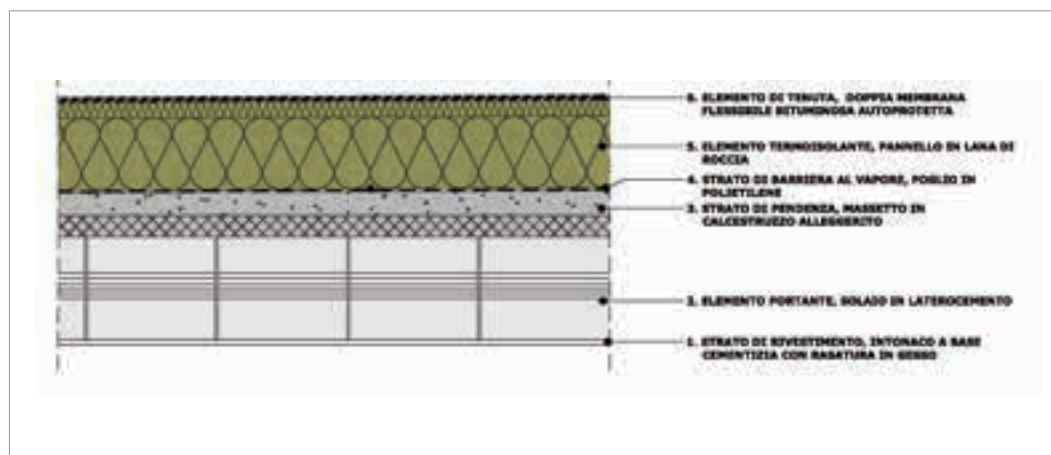 6. ELEMENTO DI TENUTA, DOPPIA MEMBRANA
FLESSIBILE BITUMINOSA AUTOPROTETTA
5. ELEMENTO TERMOISOLANTE, PANNELLO IN LANA DI
ROCCIA
4. STRATO DI BARRIERA AL VAPORE, FOGLIO IN
POLIETILENE
3. STRATO DI PENDENZA, MASSETTO IN
CALCESTRUZZO ALLEGGERITO
2. ELEMENTO PORTANTE, SOLAIO IN LATEROCEMENTO
1. STRATO DI RIVESTIMENTO, INTONACO A BASE
CEMENTIZIA CON RASATURA IN GESSO